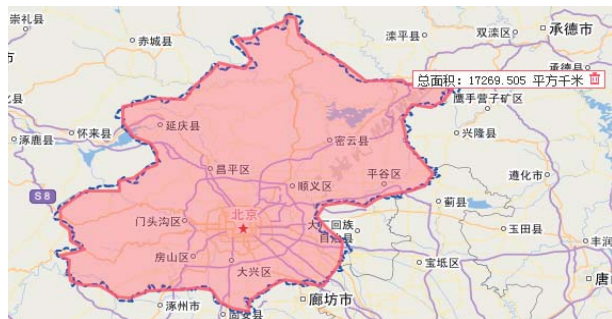 崇礼县
赤城县
滦平县
双滦区
承德市
承德县
总面积: 17269.505 平方千米
鹰手营子矿区
延庆县
怀来县
涿鹿县
密云县
兴隆县
昌平区
顺义区
平谷区
遵化市
S8
蓟县
门头沟区
北京
大厂回族
自治县
玉田县
丰润
房山区
大兴区
宝坻区
涿州市
固安县
廊坊市
唐